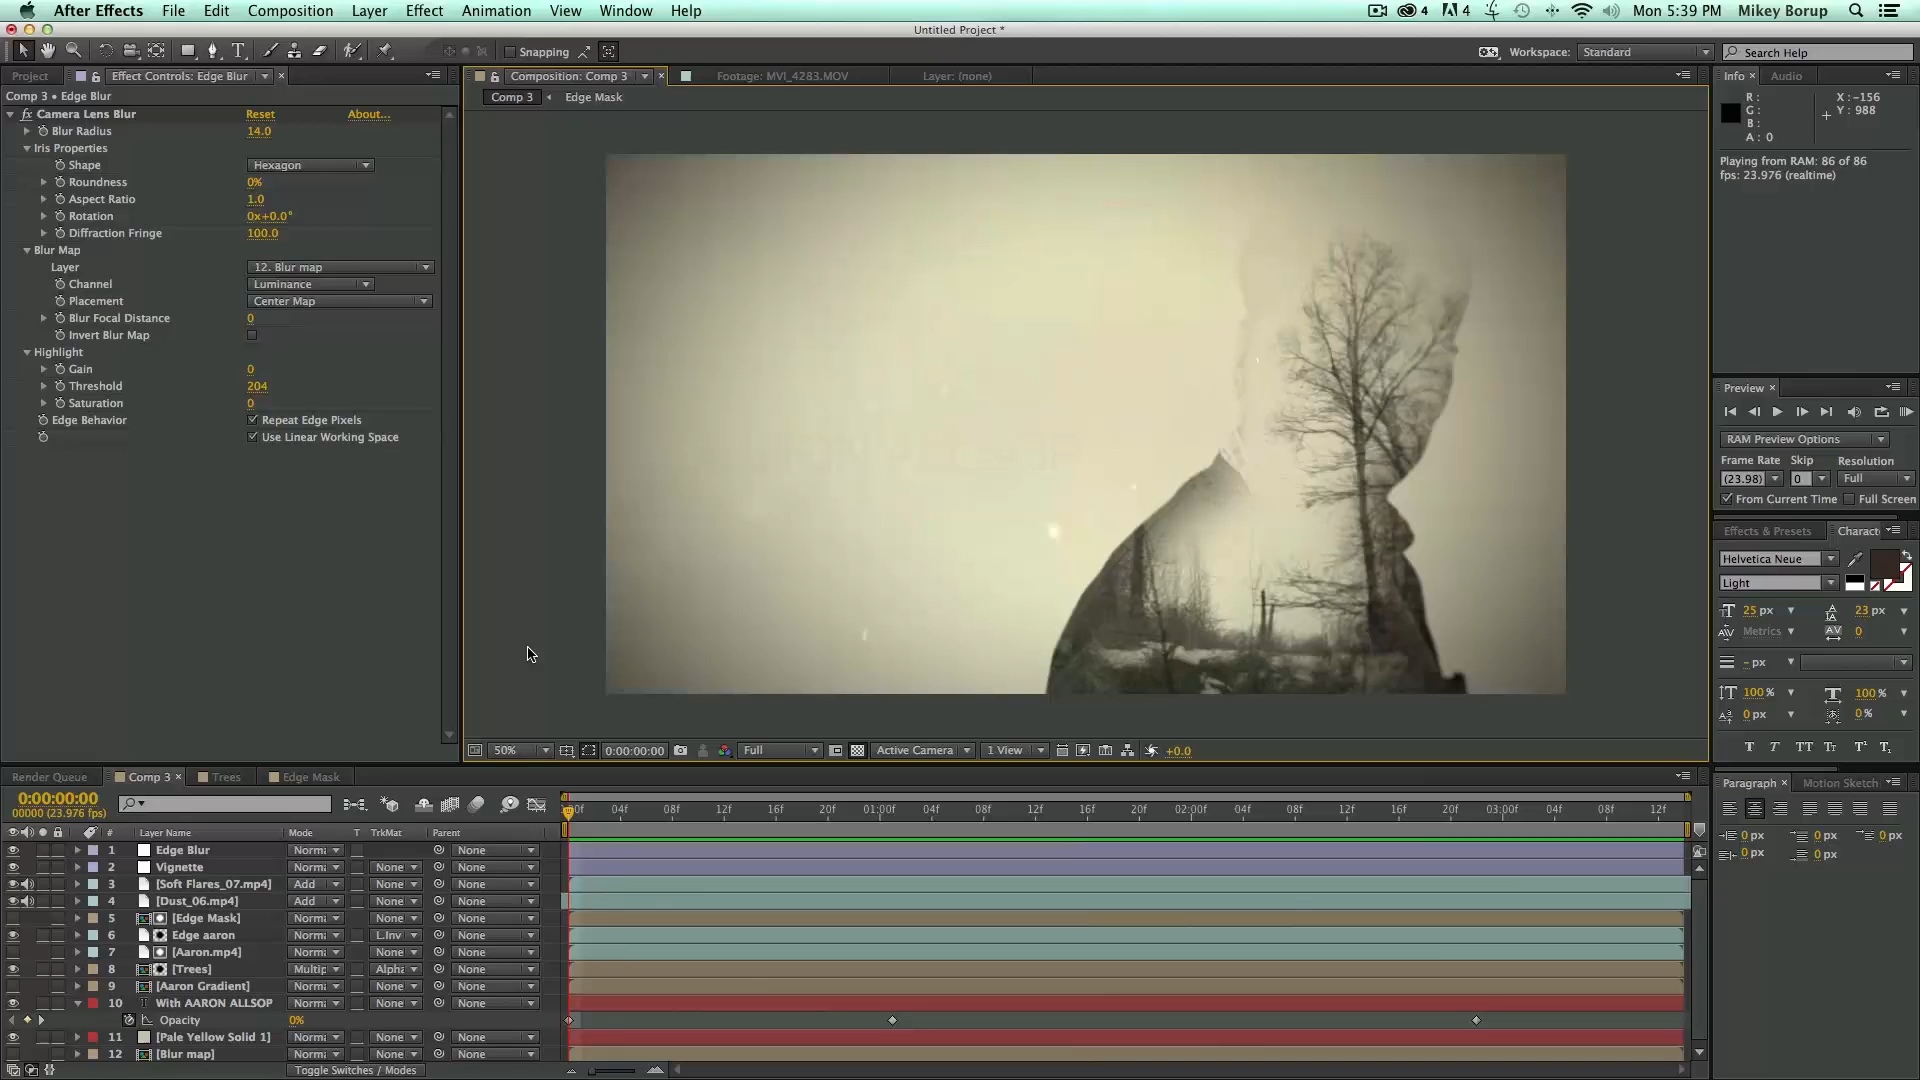 After Effects File Edit Composition Layer Effect Animation View Window Help 4 4 Mon 5:39 PM Mikey Borup
Untitled Project *
T Snapping Workspace: Standard Search Help
Project Effect Controls: Edge Blur × Composition: Comp 3 × Footage: MVI_4283.MOV Layer: (none) Info × Audio
Comp 3 • Edge Blur
Comp 3 Edge Mask
fx Camera Lens Blur Reset About...
Blur Radius 14.0
Iris Properties
Shape Hexagon
Roundness 0%
Aspect Ratio 1.0
Rotation 0x+0.0°
Diffraction Fringe 100.0
Blur Map
Layer 12. Blur map
Channel Luminance
Placement Center Map
Blur Focal Distance 0
Invert Blur Map
Highlight
Gain 0
Threshold 204
Saturation 0
Edge Behavior Repeat Edge Pixels
Use Linear Working Space
R : X : -156
G : Y : 988
B :
A : 0
Playing from RAM: 86 of 86
fps: 23.976 (realtime)
Preview ×
RAM Preview Options
Frame Rate Skip Resolution
(23.98) 0 Full
From Current Time Full Screen
Effects & Presets Charact
Helvetica Neue
Light
25 px 23 px
Metrics 0
- px
100 % 100 %
0 px 0 %
T T TT Tт T¹ T₁
50% 0:00:00:00 Full Active Camera 1 View +0.0
Render Queue Comp 3 × Trees Edge Mask
0:00:00:00
00000 (23.976 fps)
:00f 04f 08f 12f 16f 20f 01:00f 04f 08f 12f 16f 20f 02:00f 04f 08f 12f 16f 20f 03:00f 04f 08f 12f
# Layer Name Mode T TrkMat Parent
1 Edge Blur Norma None
2 Vignette Norma None None
3 [Soft Flares_07.mp4] Add None None
4 [Dust_06.mp4] Add None None
5 [Edge Mask] Norma None None
6 Edge aaron Norma L.Inv None
7 [Aaron.mp4] Norma None None
8 [Trees] Multip Alpha None
9 [Aaron Gradient] Norma None None
10 T With AARON ALLSOP Norma None None
Opacity 0%
11 [Pale Yellow Solid 1] Norma None None
12 [Blur map] Norma None None
Toggle Switches / Modes
Paragraph × Motion Sketch
0 px 0 px 0 px
0 px 0 px